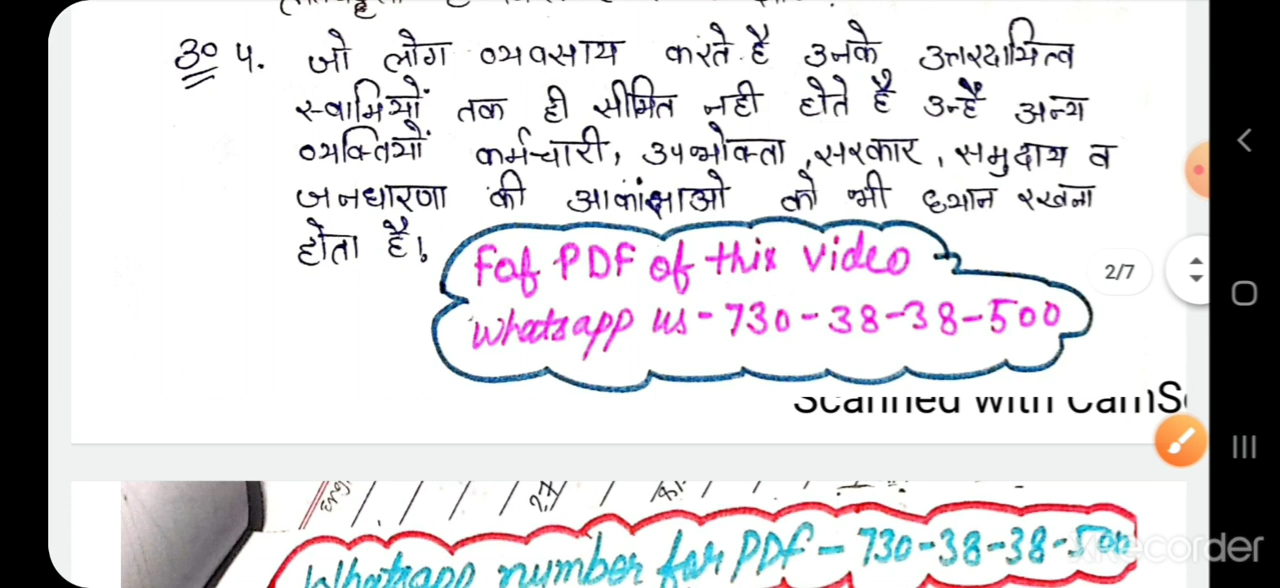 उ० 4. जो लोग व्यवसाय करते है उनके उत्तरदायित्व
स्वामियों तक ही सीमित नही होते है उन्हें अन्य
व्यक्तियों कर्मचारी, उपभोक्ता, सरकार, समुदाय व
जनधारणा की आकांक्षाओ को भी ध्यान रखना
होता है।
For PDF of this video
Whatsapp us - 730-38-38-500
2/7
Scanned with CamS
Whatsapp number for PDF - 730-38-38-500
Recorder